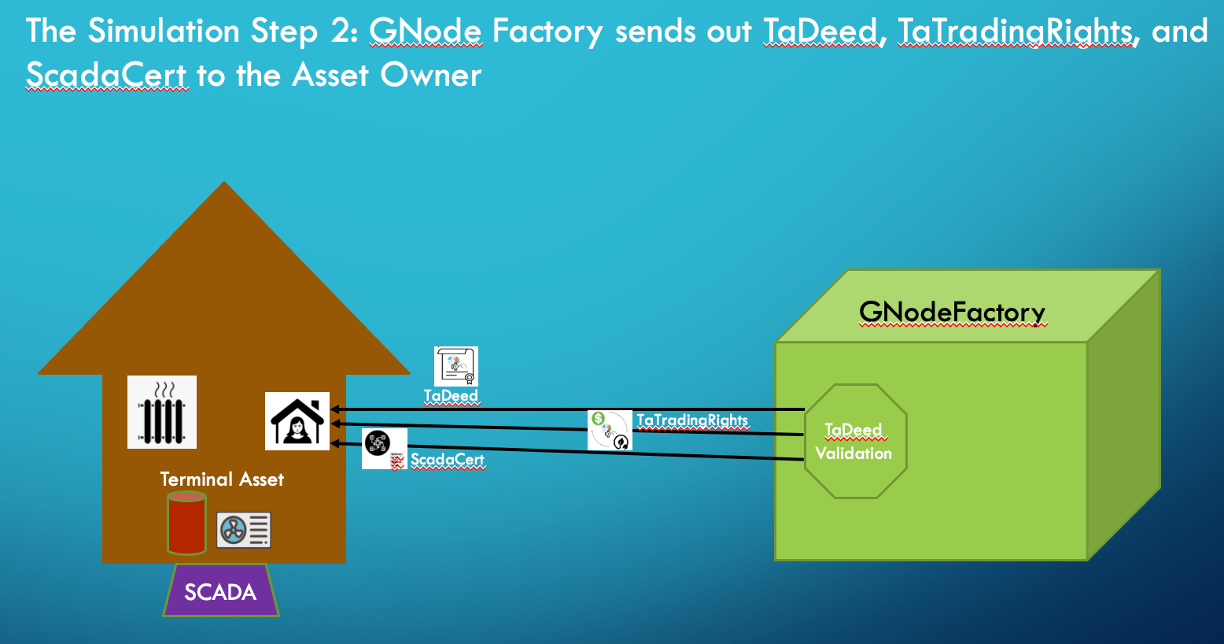 The Simulation Step 2: GNode Factory sends out TaDeed, TaTradingRights, and
ScadaCert to the Asset Owner
GNodeFactory
TaDeed
TaTradingRights
TaDeed
Validation
ScadaCert
Terminal Asset
SCADA